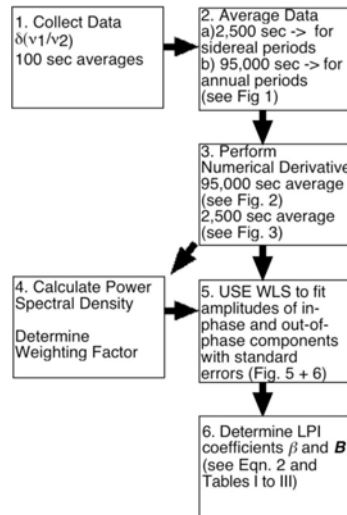 1. Collect Data
δ(ν1/ν2)
100 sec averages
2. Average Data
a)2,500 sec -> for
sidereal periods
b) 95,000 sec-> for
annual periods
(see Fig 1)
3. Perform
Numerical Derivative
95,000 sec average
(see Fig. 2)
2,500 sec average
(see Fig. 3)
4. Calculate Power
Spectral Density
Determine
Weighting Factor
5. USE WLS to fit
amplitudes of in-
phase and out-of-
phase components
with standard
errors (Fig. 5 + 6)
6. Determine LPI
coefficients β and B
(see Eqn. 2 and
Tables I to III)